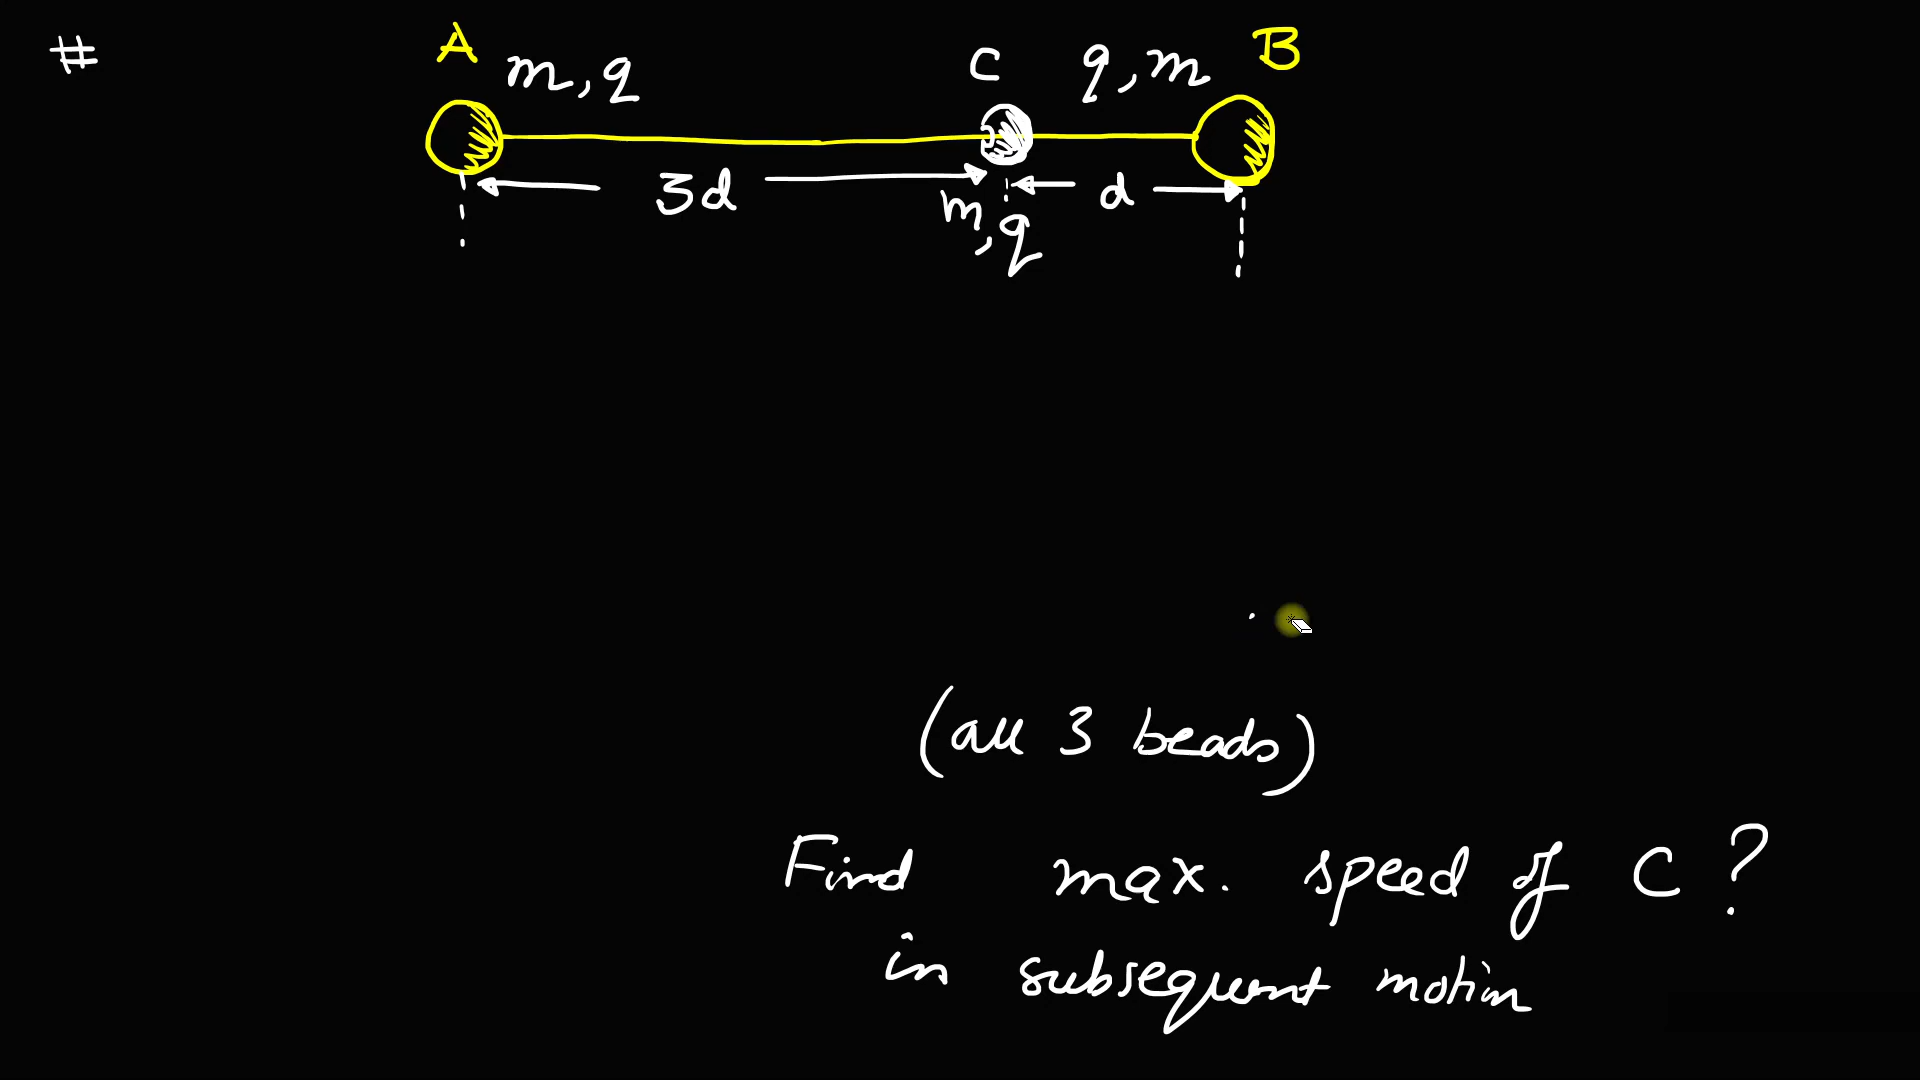 # A m, q C q, m B
3d d
m, q
(all 3 beads)
Find max. speed of C ?
in subsequent motion